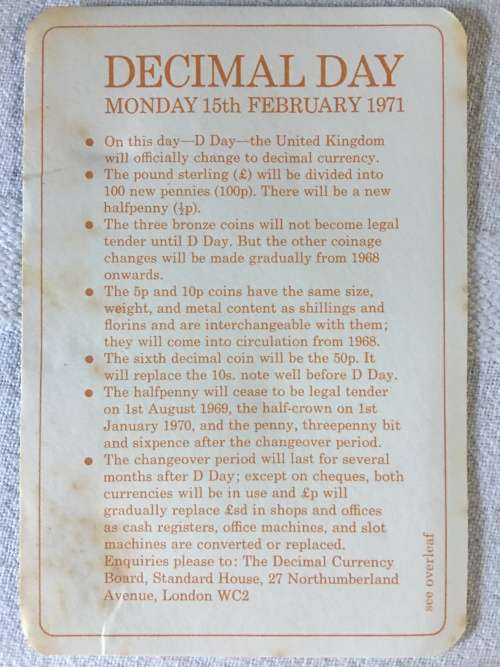 DECIMAL DAY
MONDAY 15th FEBRUARY 1971
● On this day—D Day—the United Kingdom
will officially change to decimal currency.
● The pound sterling (£) will be divided into
100 new pennies (100p). There will be a new
halfpenny (½p).
● The three bronze coins will not become legal
tender until D Day. But the other coinage
changes will be made gradually from 1968
onwards.
● The 5p and 10p coins have the same size,
weight, and metal content as shillings and
florins and are interchangeable with them;
they will come into circulation from 1968.
● The sixth decimal coin will be the 50p. It
will replace the 10s. note well before D Day.
● The halfpenny will cease to be legal tender
on 1st August 1969, the half-crown on 1st
January 1970, and the penny, threepenny bit
and sixpence after the changeover period.
● The changeover period will last for several
months after D Day; except on cheques, both
currencies will be in use and £p will
gradually replace £sd in shops and offices
as cash registers, office machines, and slot
machines are converted or replaced.
Enquiries please to: The Decimal Currency
Board, Standard House, 27 Northumberland
Avenue, London WC2
see overleaf